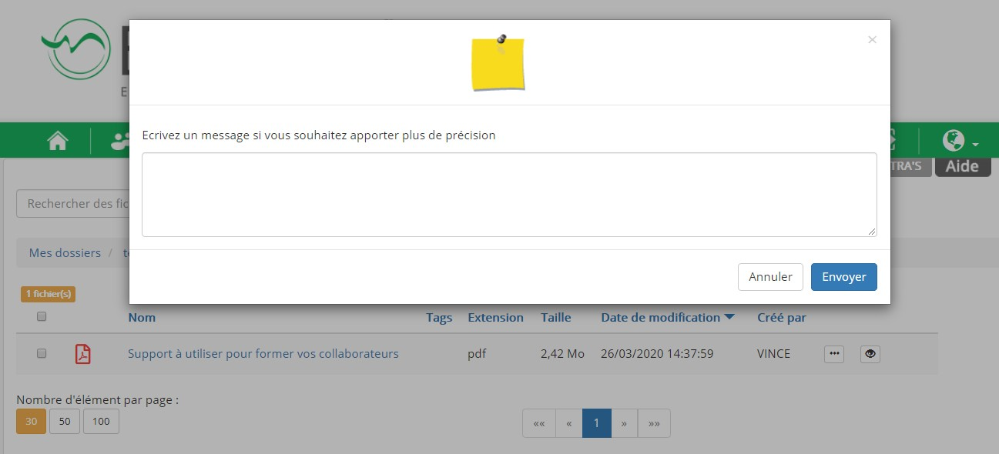 ×
Ecrivez un message si vous souhaitez apporter plus de précision
TRA'S
Aide
Rechercher des fic
Mes dossiers /
Annuler
Envoyer
1 fichier(s)
Nom Tags Extension Taille Date de modification Créé par
Support à utiliser pour former vos collaborateurs pdf 2,42 Mo 26/03/2020 14:37:59 VINCE
Nombre d'élément par page :
30 50 100
«« « 1 » »»